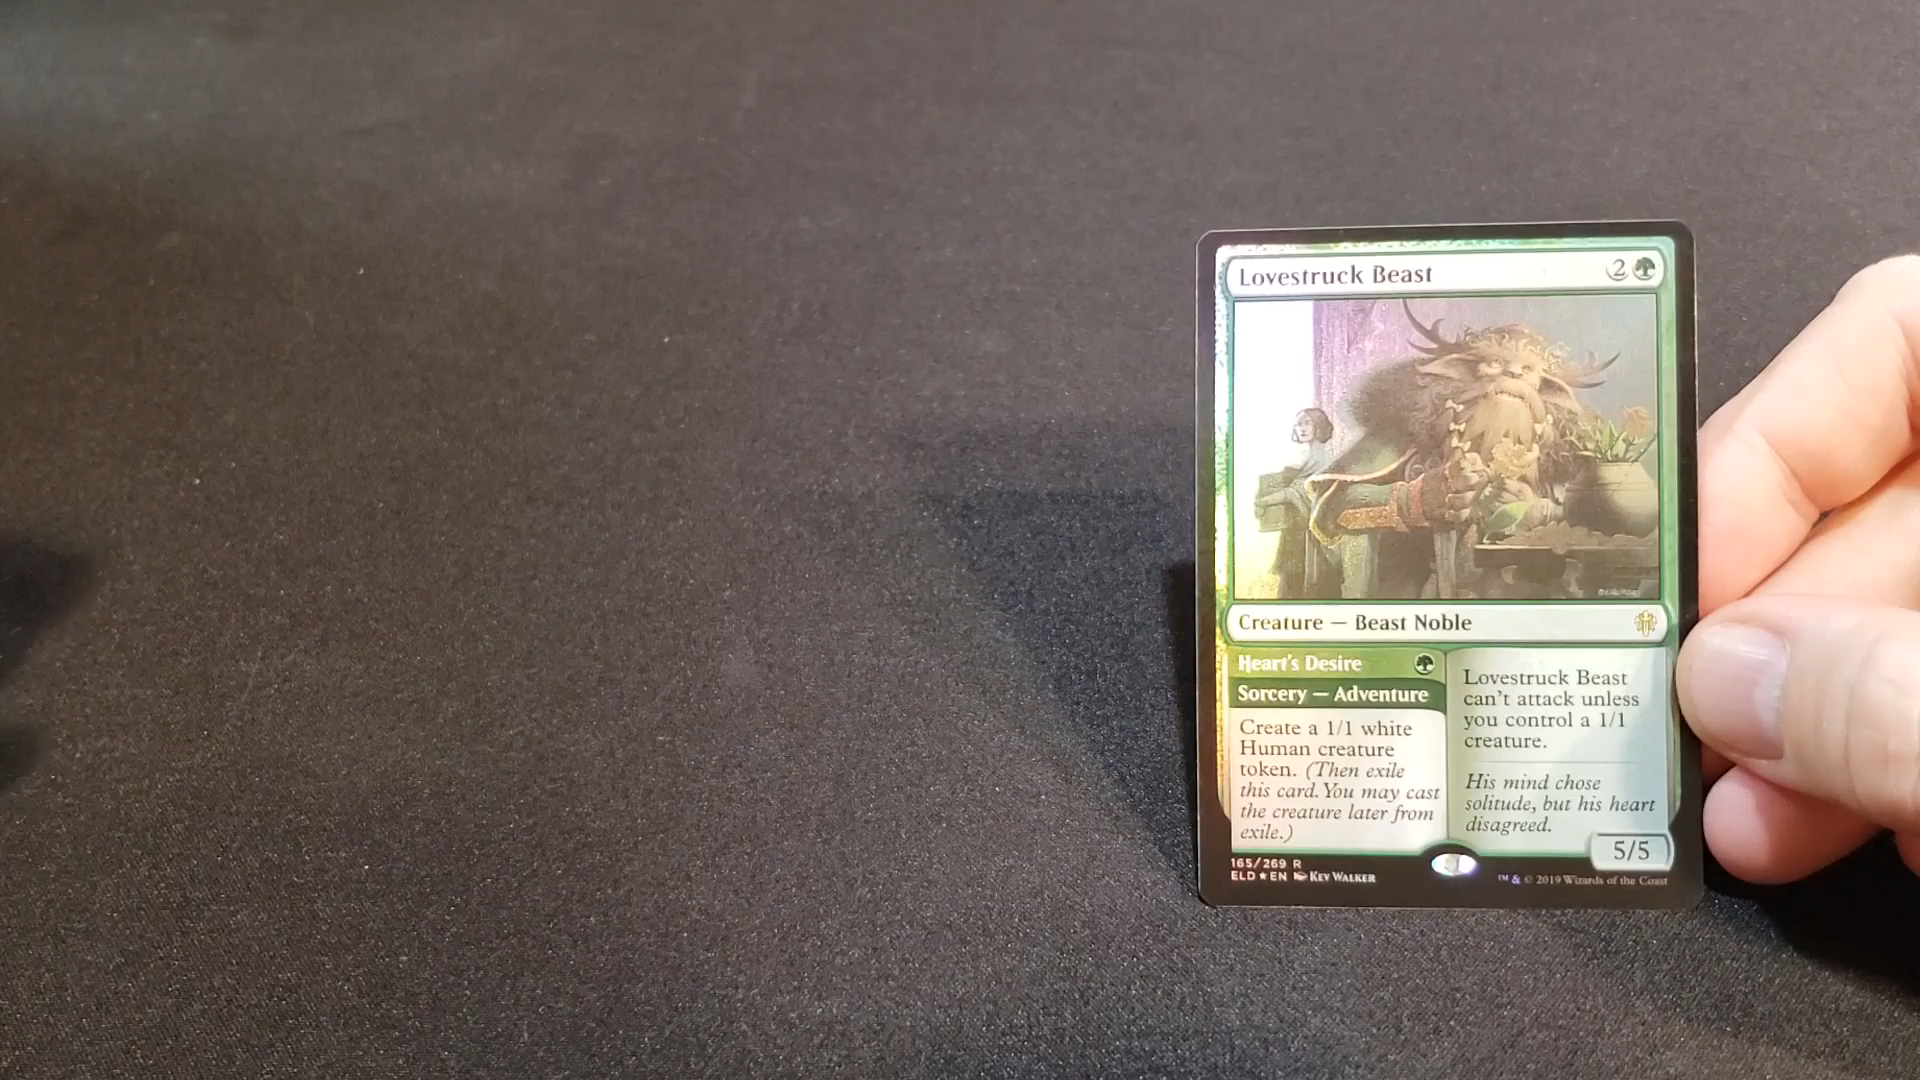 Lovestruck Beast 2
Creature — Beast Noble
Heart's Desire
Sorcery — Adventure
Create a 1/1 white
Human creature
token. (Then exile
this card. You may cast
the creature later from
exile.)
Lovestruck Beast
can't attack unless
you control a 1/1
creature.
His mind chose
solitude, but his heart
disagreed.
5/5
165/269 R
ELD★EN Kev Walker
™ & © 2019 Wizards of the Coast